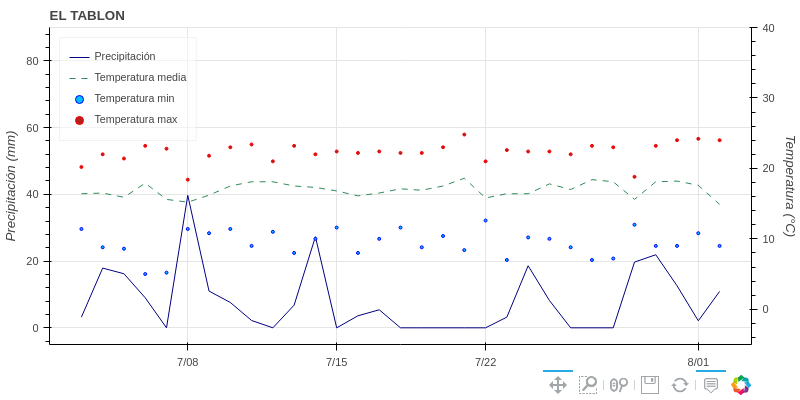 EL TABLON
Precipitación
Temperatura media
Temperatura min
Temperatura max
Precipitación (mm)
80
60
40
20
0
Temperatura (°C)
40
30
20
10
0
7/08
7/15
7/22
8/01